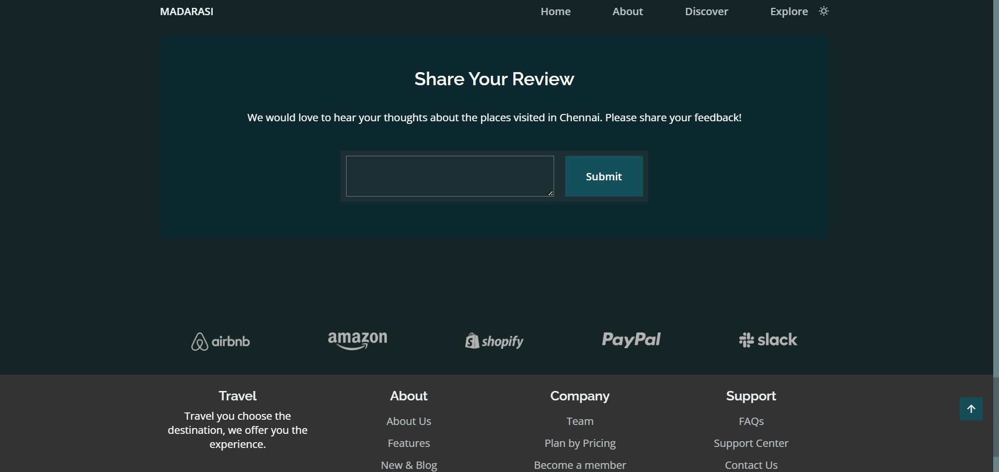 MADARASI
Home
About
Discover
Explore
Share Your Review
We would love to hear your thoughts about the places visited in Chennai. Please share your feedback!
Submit
airbnb
amazon
shopify
PayPal
slack
Travel
Travel you choose the
destination, we offer you the
experience.
About
About Us
Features
New & Blog
Company
Team
Plan by Pricing
Become a member
Support
FAQs
Support Center
Contact Us